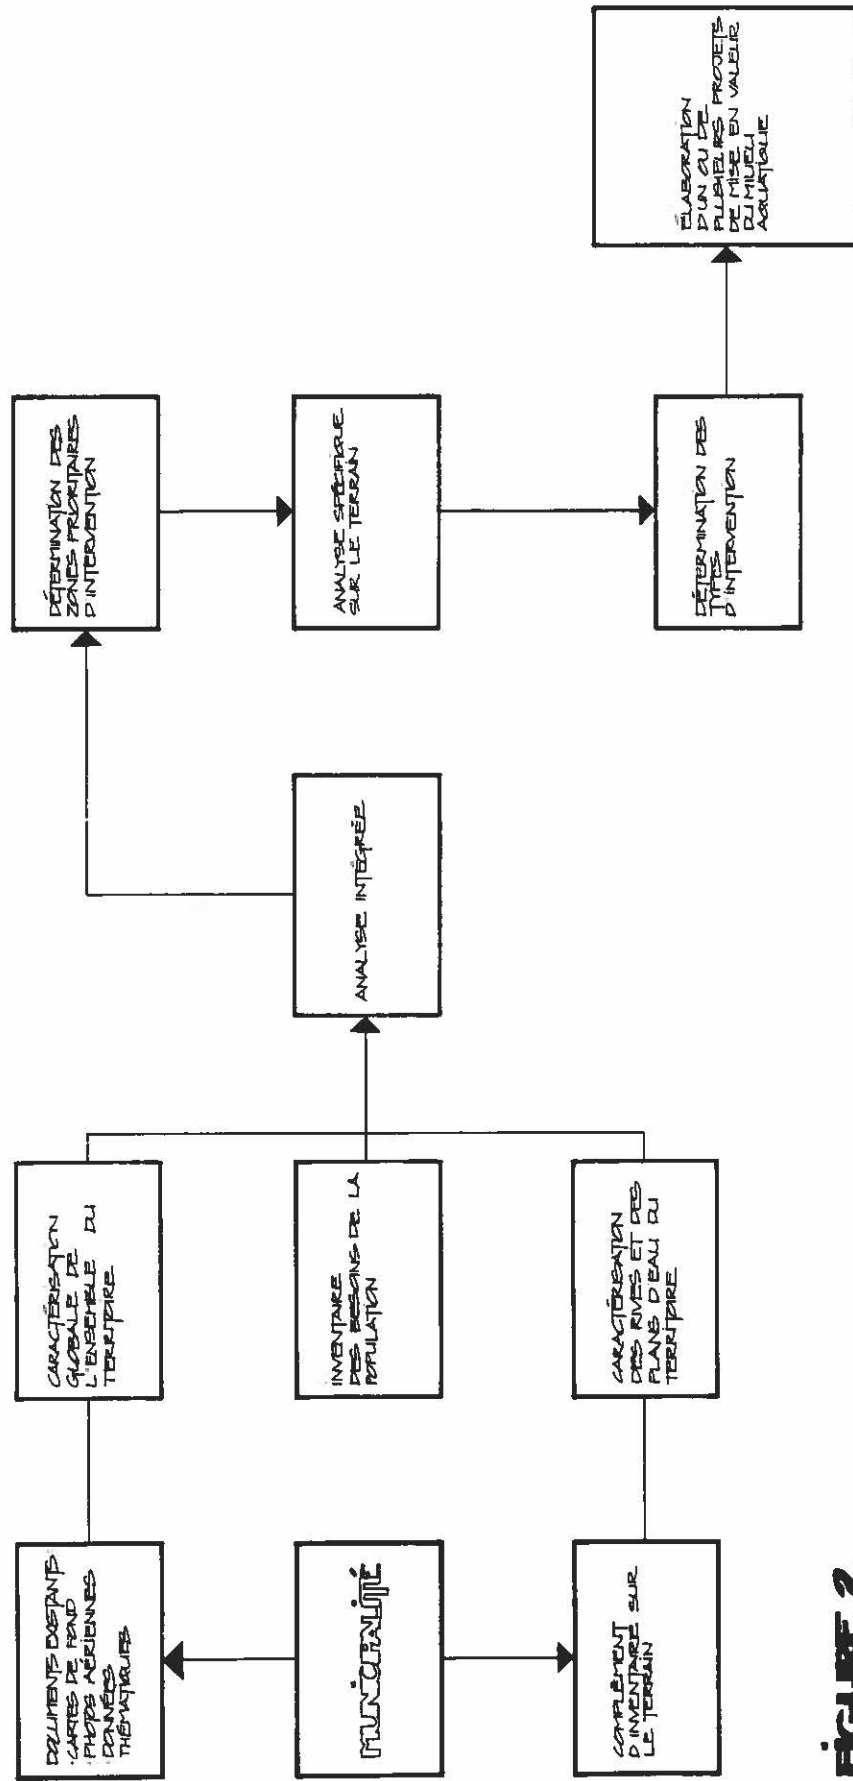 DOCUMENTS EXISTANTS
·CARTES DE FOND
·PHOTOS AÉRIENNES
·DONNÉES
THÉMATIQUES
MUNICIPALITÉ
COMPLÉMENT
D'INVENTAIRE SUR
LE TERRAIN
CARACTÉRISATION
GLOBALE DE
L'ENSEMBLE DU
TERRITOIRE
INVENTAIRE
DES BESOINS DE LA
POPULATION
CARACTÉRISATION
DES RIVES ET DES
PLANS D'EAU DU
TERRITOIRE
ANALYSE INTÉGRÉE
DÉTERMINATION DES
ZONES PRIORITAIRES
D'INTERVENTION
ANALYSE SPÉCIFIQUE
SUR LE TERRAIN
DÉTERMINATION DES
TYPES
D'INTERVENTION
ÉLABORATION
D'UN OU DE
PLUSIEURS PROJETS
DE MISE EN VALEUR
DU MILIEU
AQUATIQUE
FIGURE 2